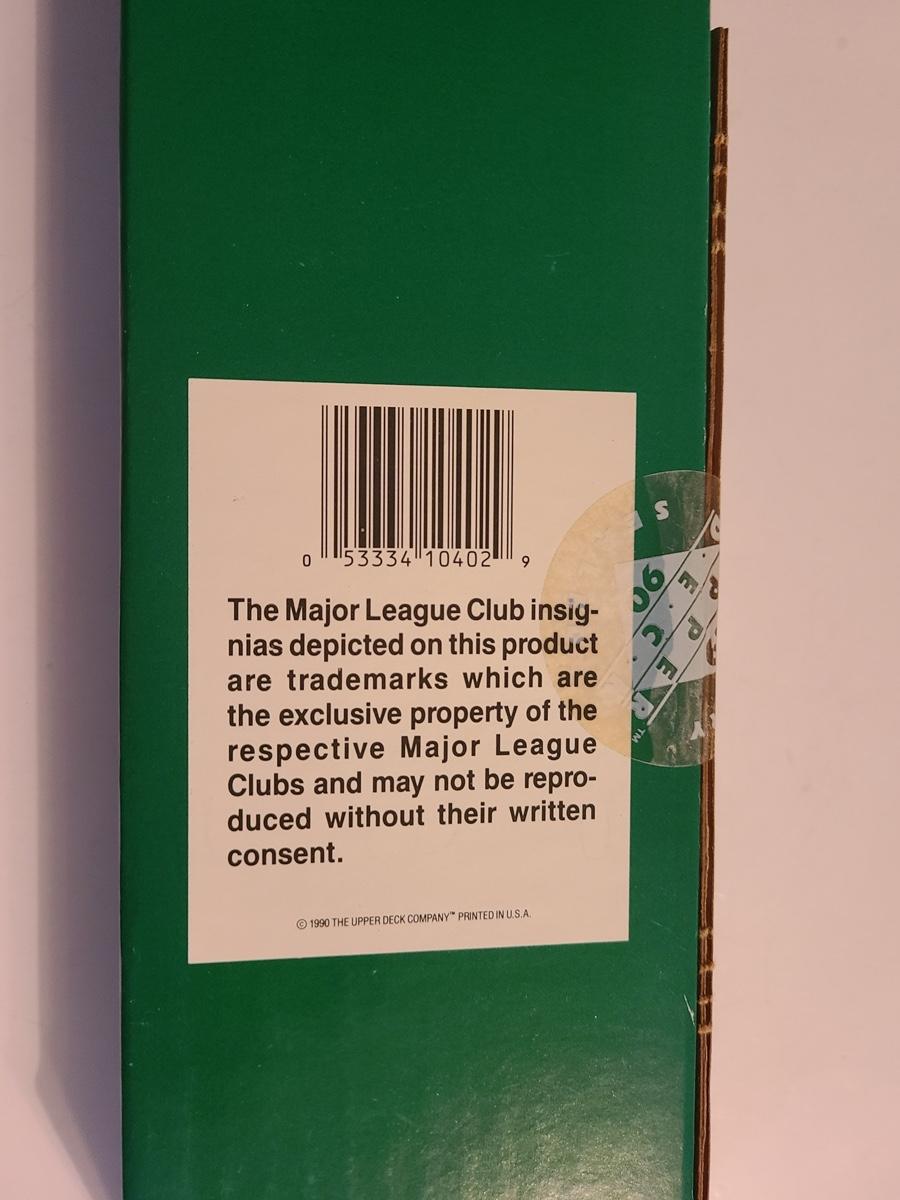 0 53334 10402 9
The Major League Club insig-
nias depicted on this product
are trademarks which are
the exclusive property of the
respective Major League
Clubs and may not be repro-
duced without their written
consent.
© 1990 THE UPPER DECK COMPANY™ PRINTED IN U.S.A.
90